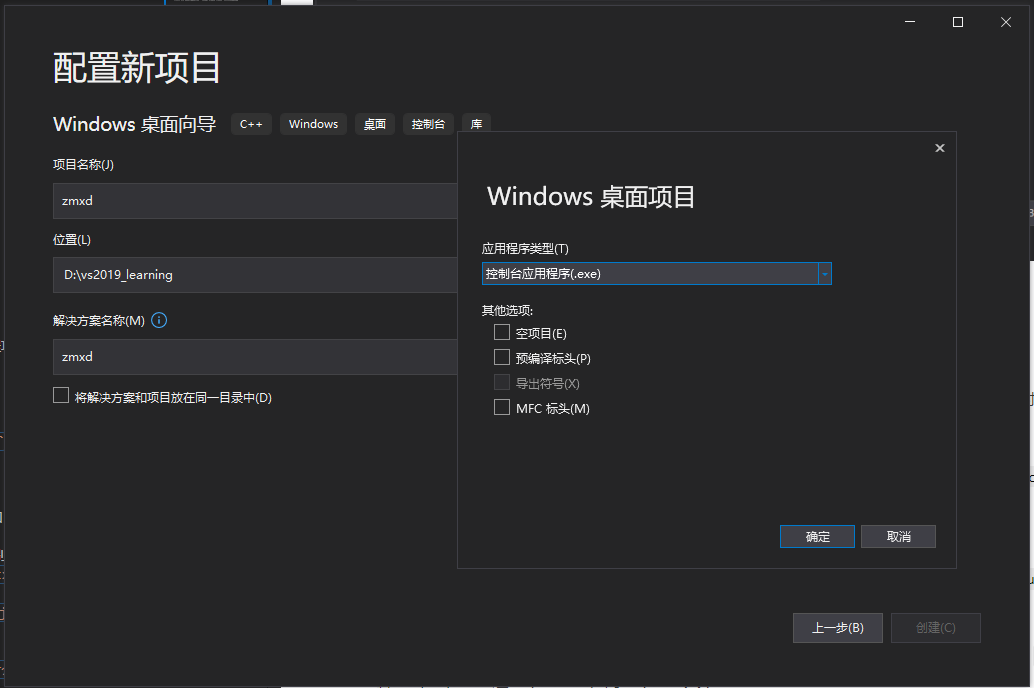 配置新项目
Windows 桌面向导 C++ Windows 桌面 控制台 库
项目名称(J)
zmxd
位置(L)
D:\vs2019_learning
解决方案名称(M)
zmxd
将解决方案和项目放在同一目录中(D)
Windows 桌面项目
应用程序类型(T)
控制台应用程序(.exe)
其他选项:
空项目(E)
预编译标头(P)
导出符号(X)
MFC 标头(M)
确定 取消
上一步(B) 创建(C)